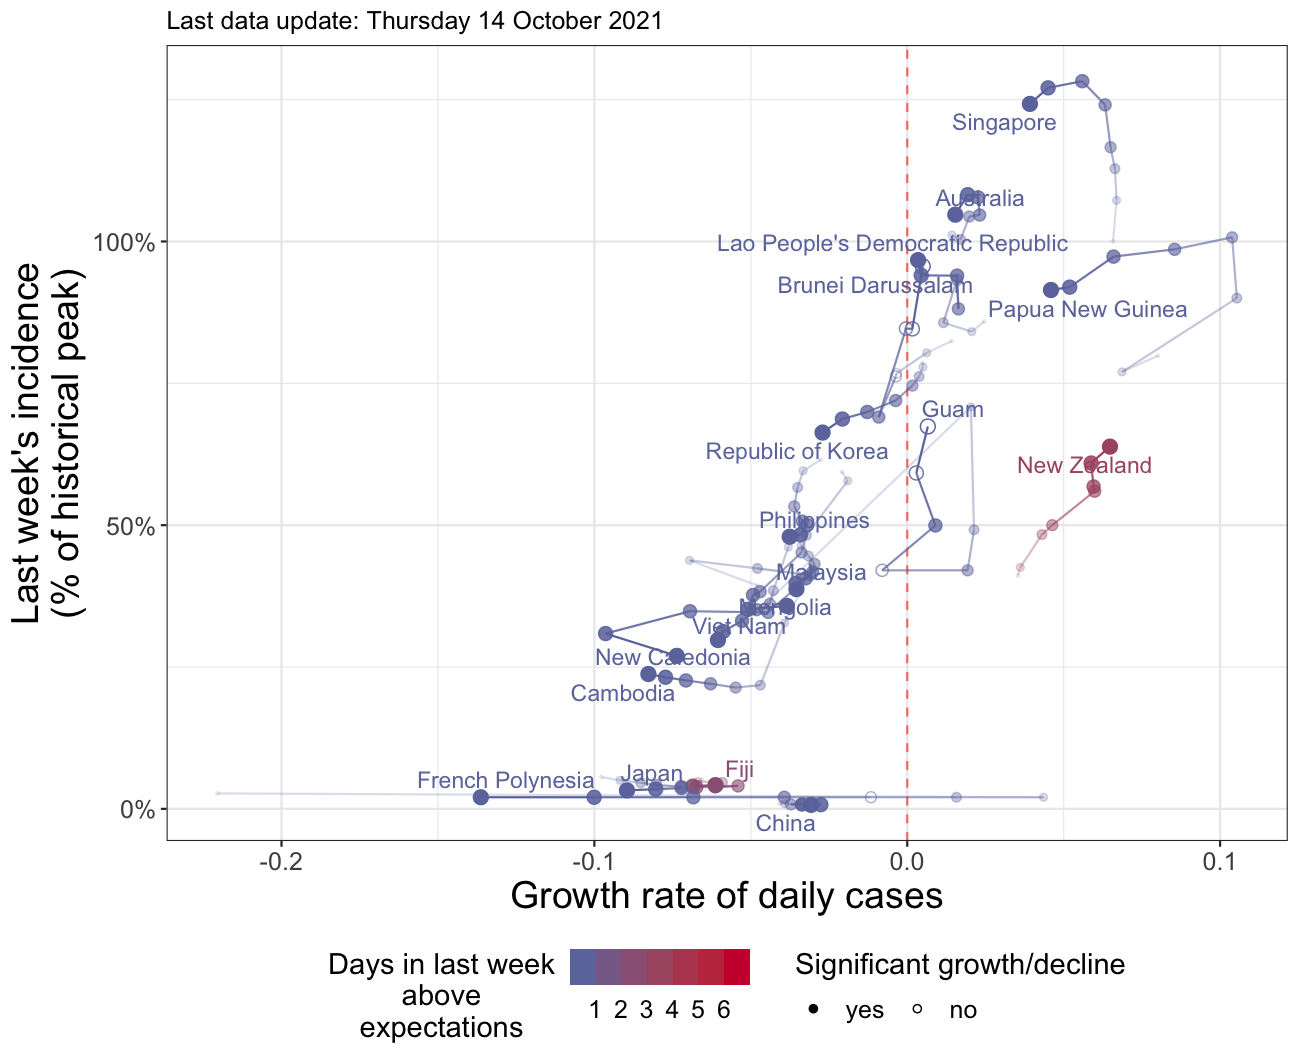 Last data update: Thursday 14 October 2021
Last week's incidence
(% of historical peak)
100%
50%
0%
Singapore
Australia
Lao People's Democratic Republic
Brunei Darussalam
Papua New Guinea
Guam
Republic of Korea
New Zealand
Philippines
Malaysia
Mongolia
Viet Nam
New Caledonia
Cambodia
Fiji
Japan
French Polynesia
China
-0.2
-0.1
0.0
0.1
Growth rate of daily cases
Days in last week
above
expectations
1 2 3 4 5 6
Significant growth/decline
yes
no